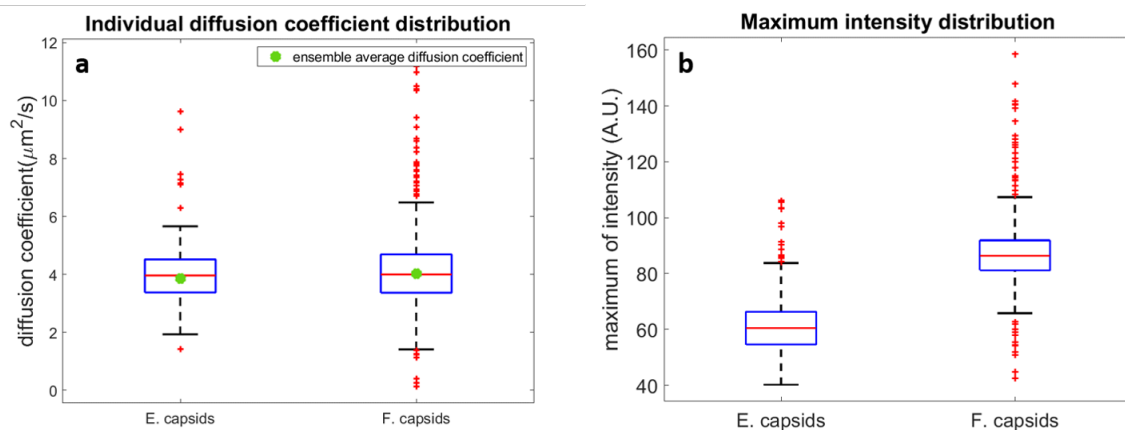 Individual diffusion coefficient distribution
a
ensemble average diffusion coefficient
diffusion coefficient(μm²/s)
12
10
8
6
4
2
0
E. capsids F. capsids
Maximum intensity distribution
b
maximum of intensity (A.U.)
160
140
120
100
80
60
40
E. capsids F. capsids